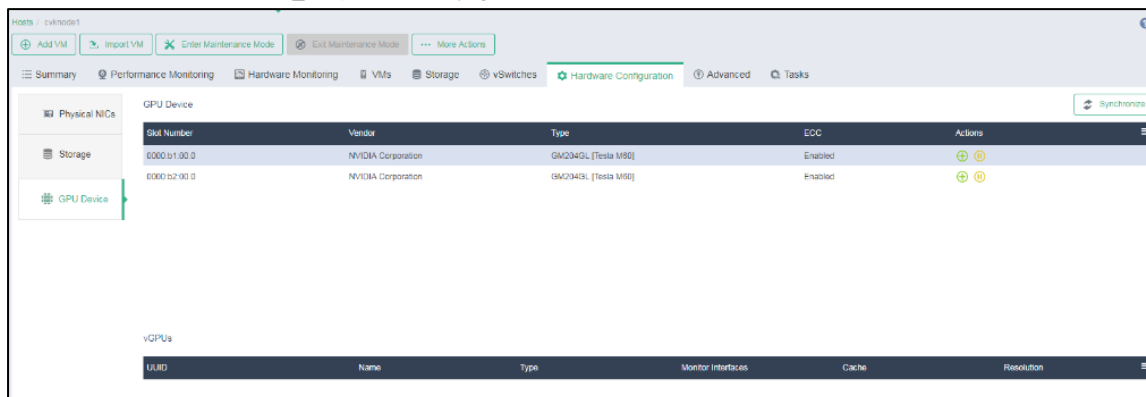 Hosts / cvknode1
Add VM Import VM Enter Maintenance Mode Exit Maintenance Mode ••• More Actions
Summary Performance Monitoring Hardware Monitoring VMs Storage vSwitches Hardware Configuration Advanced Tasks
Physical NICs
Storage
GPU Device
GPU Device
Synchronize
Slot Number Vendor Type ECC Actions
0000:b1:00.0 NVIDIA Corporation GM204GL [Tesla M60] Enabled
0000:b2:00.0 NVIDIA Corporation GM204GL [Tesla M60] Enabled
vGPUs
UUID Name Type Monitor Interfaces Cache Resolution